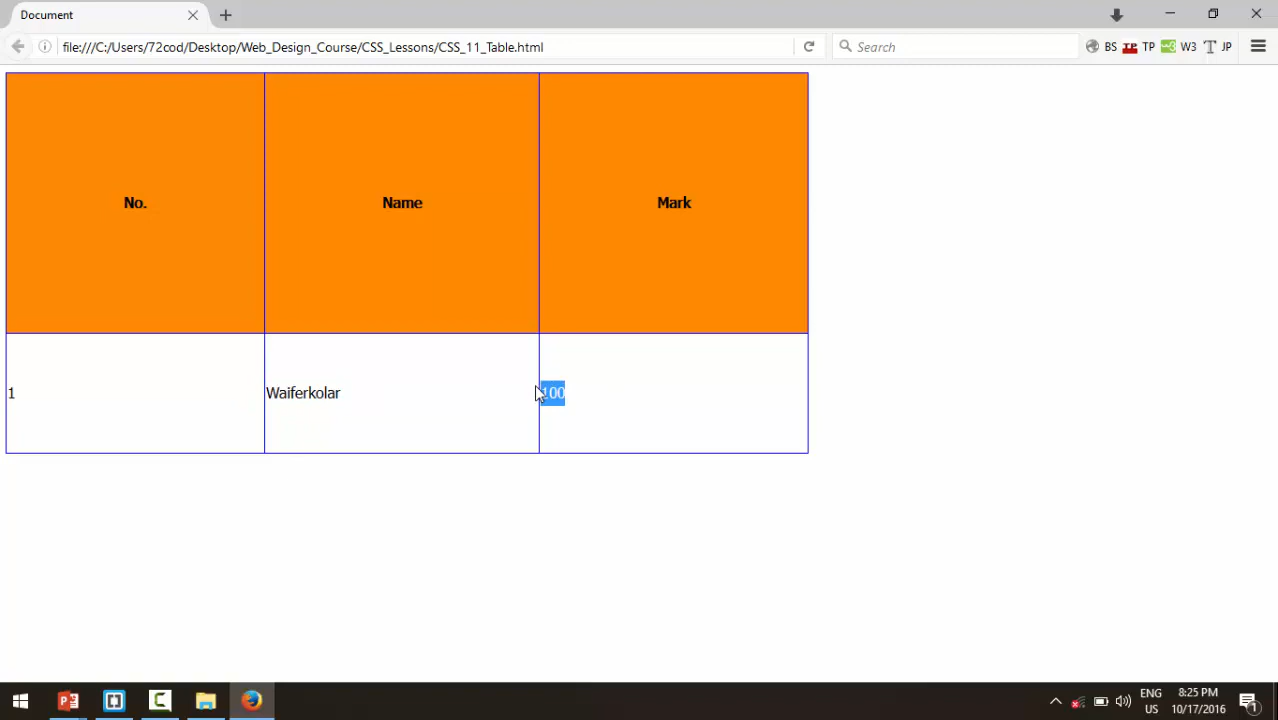 Document
file:///C:/Users/72cod/Desktop/Web_Design_Course/CSS_Lessons/CSS_11_Table.html
Search
BS TP W3 JP
No. Name Mark
1 Waiferkolar 100
ENG 8:25 PM
US 10/17/2016